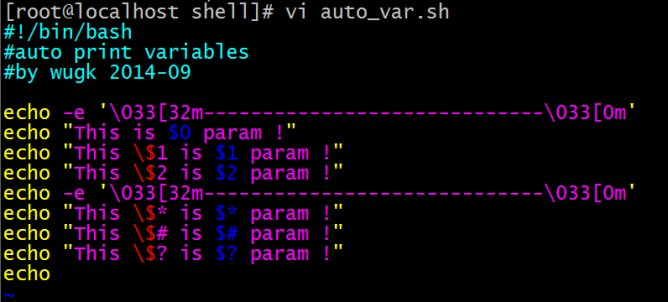 [root@localhost shell]# vi auto_var.sh
#!/bin/bash
#auto print variables
#by wugk 2014-09
echo -e '\033[32m-----------------------------\033[0m'
echo "This is $0 param !"
echo "This \$1 is $1 param !"
echo "This \$2 is $2 param !"
echo -e '\033[32m-----------------------------\033[0m'
echo "This \$* is $* param !"
echo "This \$# is $# param !"
echo "This \$? is $? param !"
echo
~